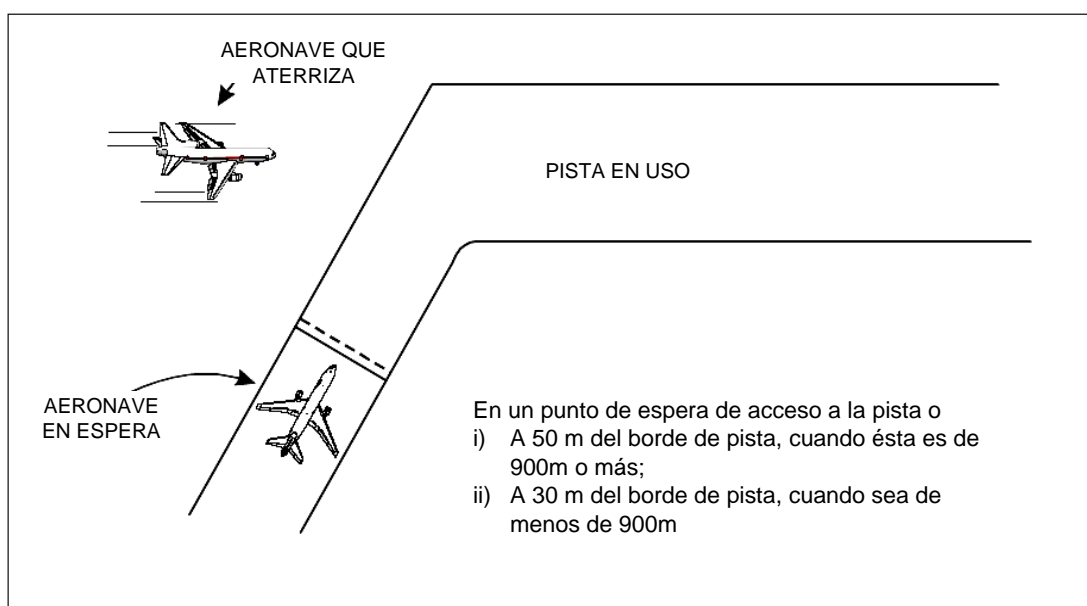 AERONAVE QUE
ATERRIZA
PISTA EN USO
AERONAVE
EN ESPERA
En un punto de espera de acceso a la pista o
i) A 50 m del borde de pista, cuando ésta es de
900m o más;
ii) A 30 m del borde de pista, cuando sea de
menos de 900m